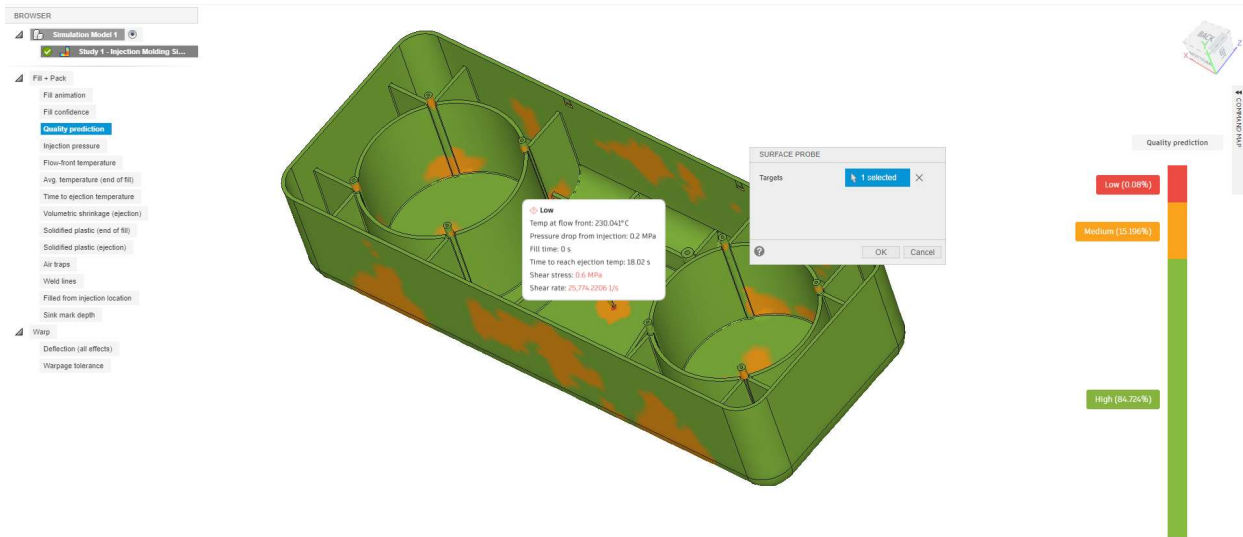 BROWSER
Simulation Model 1
Study 1 - Injection Molding Si...
Fill + Pack
Fill animation
Fill confidence
Quality prediction
Injection pressure
Flow-front temperature
Avg. temperature (end of fill)
Time to ejection temperature
Volumetric shrinkage (ejection)
Solidified plastic (end of fill)
Solidified plastic (ejection)
Air traps
Weld lines
Filled from injection location
Sink mark depth
Warp
Deflection (all effects)
Warpage tolerance
Low
Temp at flow front: 230.041°C
Pressure drop from injection: 0.2 MPa
Fill time: 0 s
Time to reach ejection temp: 18.02 s
Shear stress: 0.6 MPa
Shear rate: 25,774.2206 1/s
SURFACE PROBE
Targets
1 selected
OK Cancel
BACK
X
Y
Z
COMMAND MAP
Quality prediction
Low (0.08%)
Medium (15.196%)
High (84.724%)